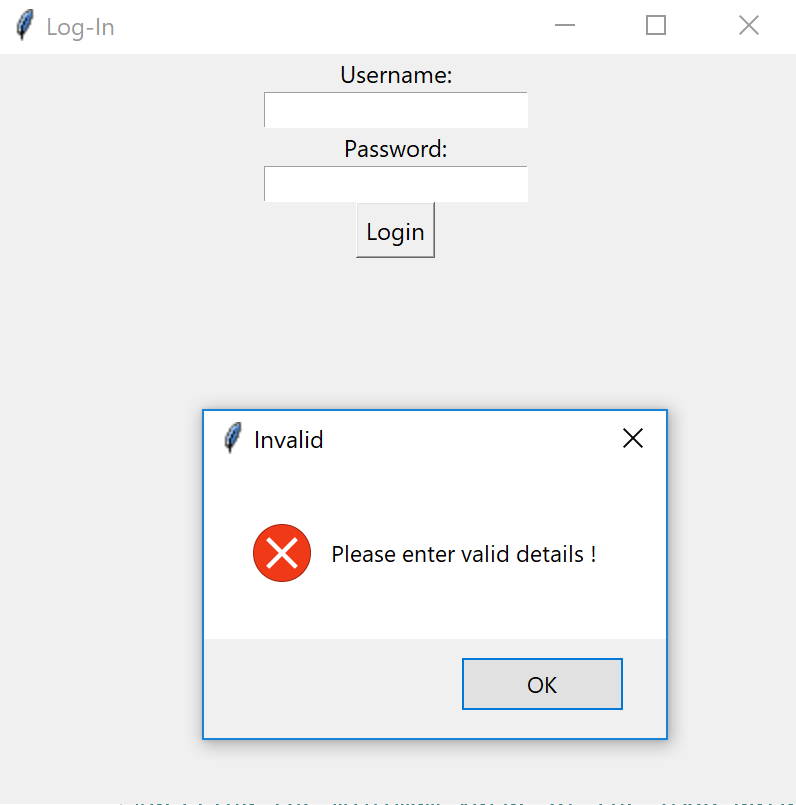 Log-In
Username:
Password:
Login
Invalid
Please enter valid details !
OK